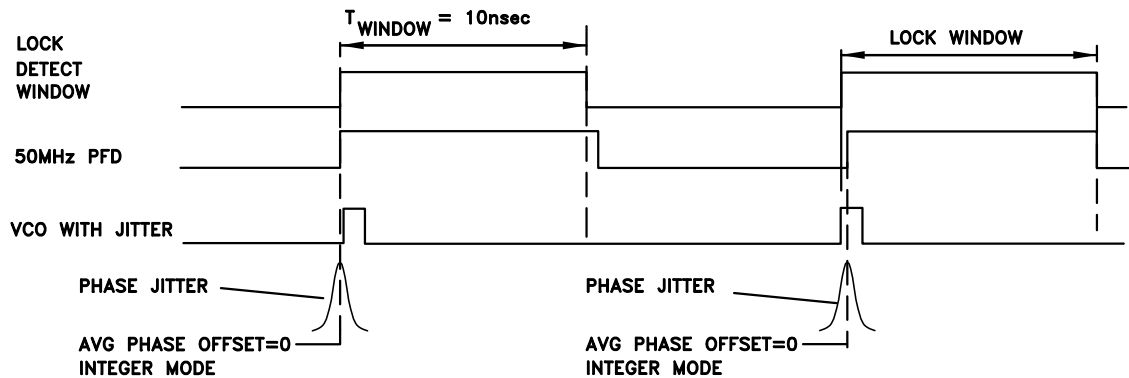 T WINDOW = 10nsec
LOCK
DETECT
WINDOW
LOCK WINDOW
50MHz PFD
VCO WITH JITTER
PHASE JITTER
PHASE JITTER
AVG PHASE OFFSET=0
INTEGER MODE
AVG PHASE OFFSET=0
INTEGER MODE